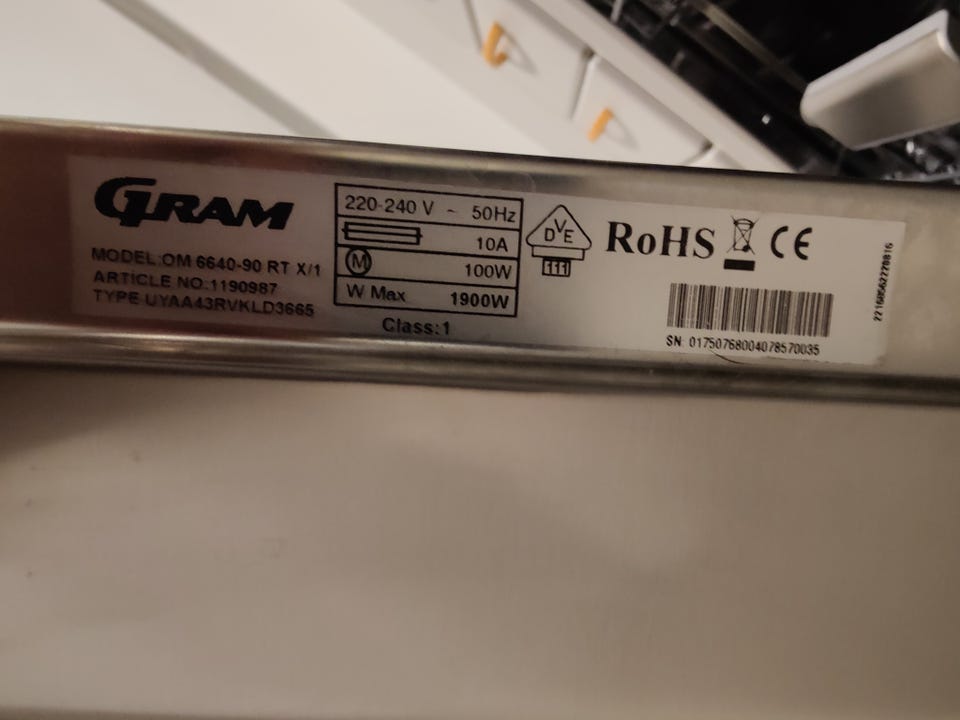 GRAM
MODEL:OM 6640-90 RT X/1
ARTICLE NO:1190987
TYPE UYAA43RVKLD3665
220-240 V ~ 50Hz
10A
M 100W
W Max 1900W
Class:1
DVE
RoHS CE
SN: 01750768004078570035